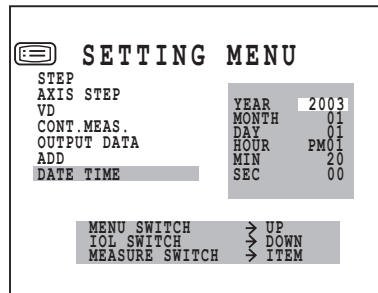 SETTING MENU
STEP
AXIS STEP
VD
CONT.MEAS.
OUTPUT DATA
ADD
DATE TIME
YEAR 2003
MONTH 01
DAY 01
HOUR PM01
MIN 20
SEC 00
MENU SWITCH → UP
IOL SWITCH → DOWN
MEASURE SWITCH → ITEM